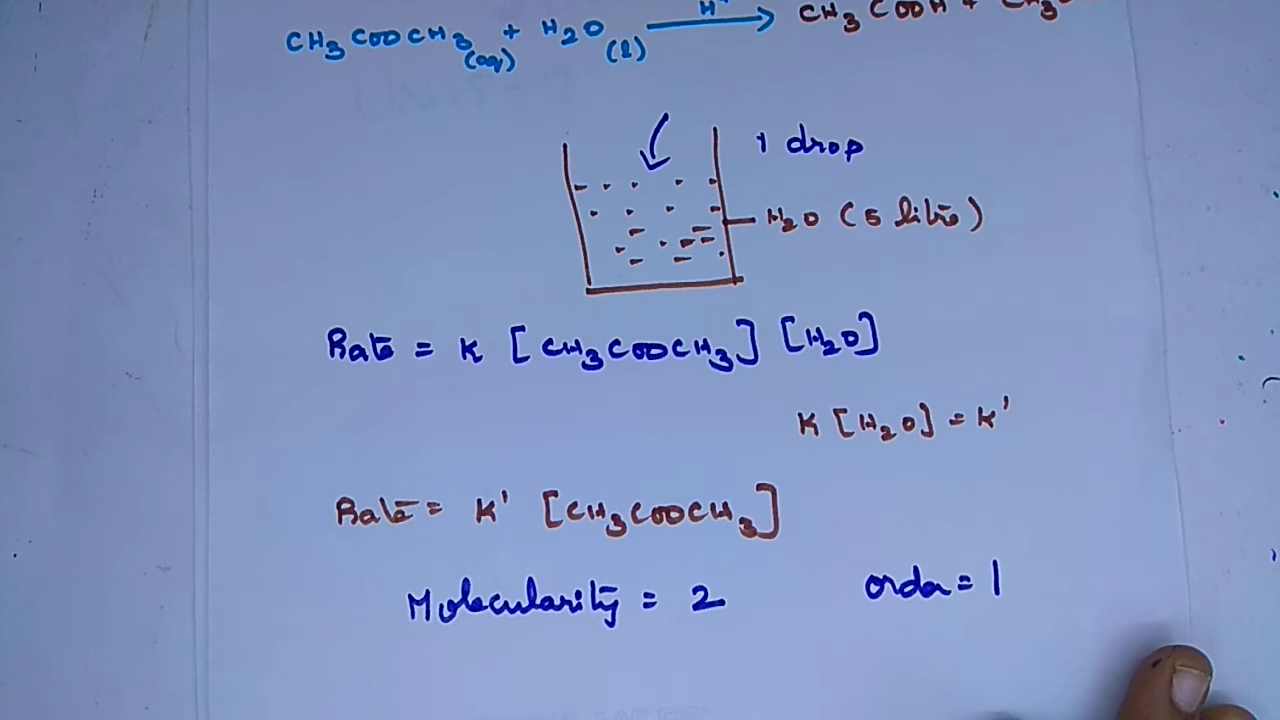 CH3COOCH3(aq) + H2O(l) H+ → CH3COOH + CH3
1 drop
H2O (5 litre)
Rate = K [CH3COOCH3] [H2O]
K [H2O] = K'
Rate = K' [CH3COOCH3]
Molecularity = 2 order = 1